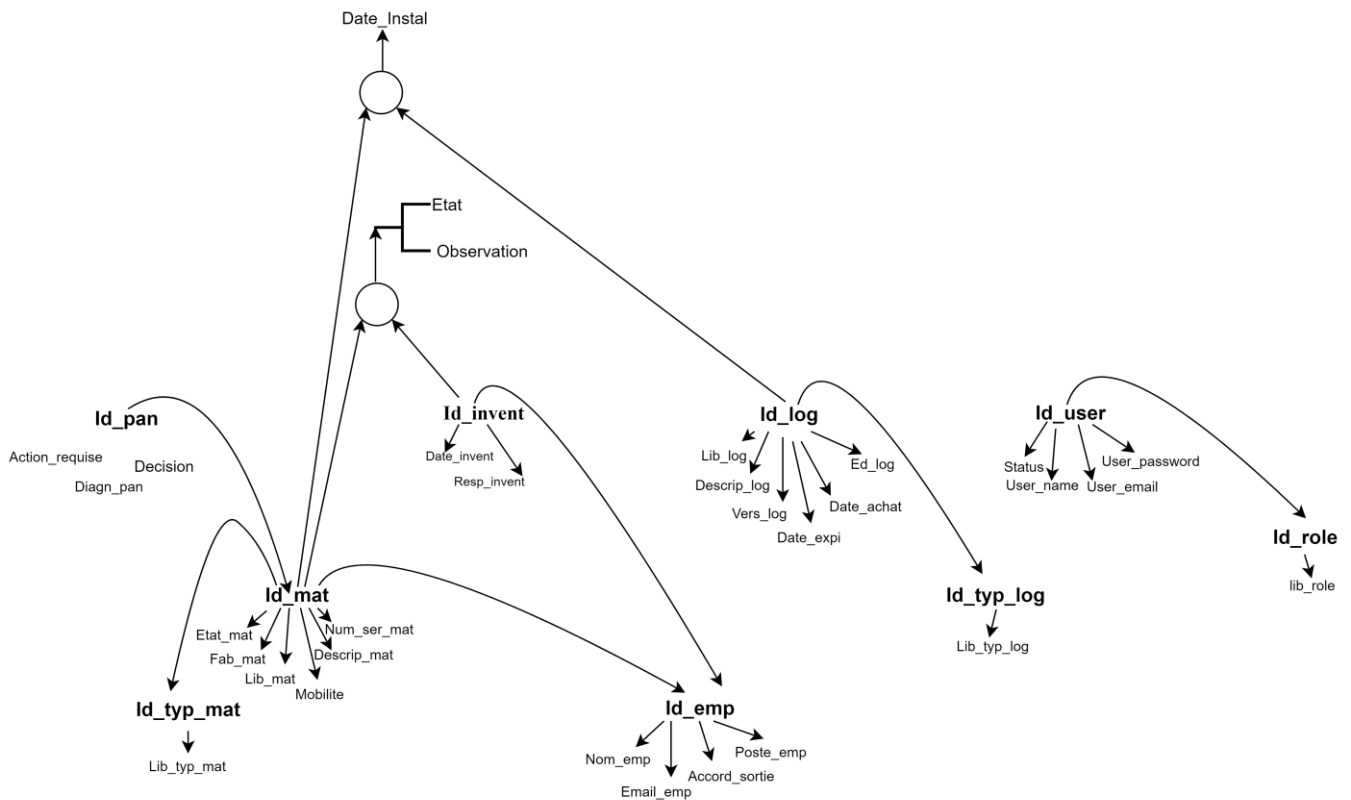 Date_Instal
Etat
Observation
Id_pan
Action_requise
Decision
Diagn_pan
Id_invent
Date_invent
Resp_invent
Id_log
Lib_log
Ed_log
Descrip_log
Date_achat
Vers_log
Date_expi
Id_user
Status
User_password
User_name
User_email
Id_role
lib_role
Id_typ_log
Lib_typ_log
Id_mat
Etat_mat
Num_ser_mat
Fab_mat
Descrip_mat
Lib_mat
Mobilite
Id_typ_mat
Lib_typ_mat
Id_emp
Nom_emp
Poste_emp
Accord_sortie
Email_emp